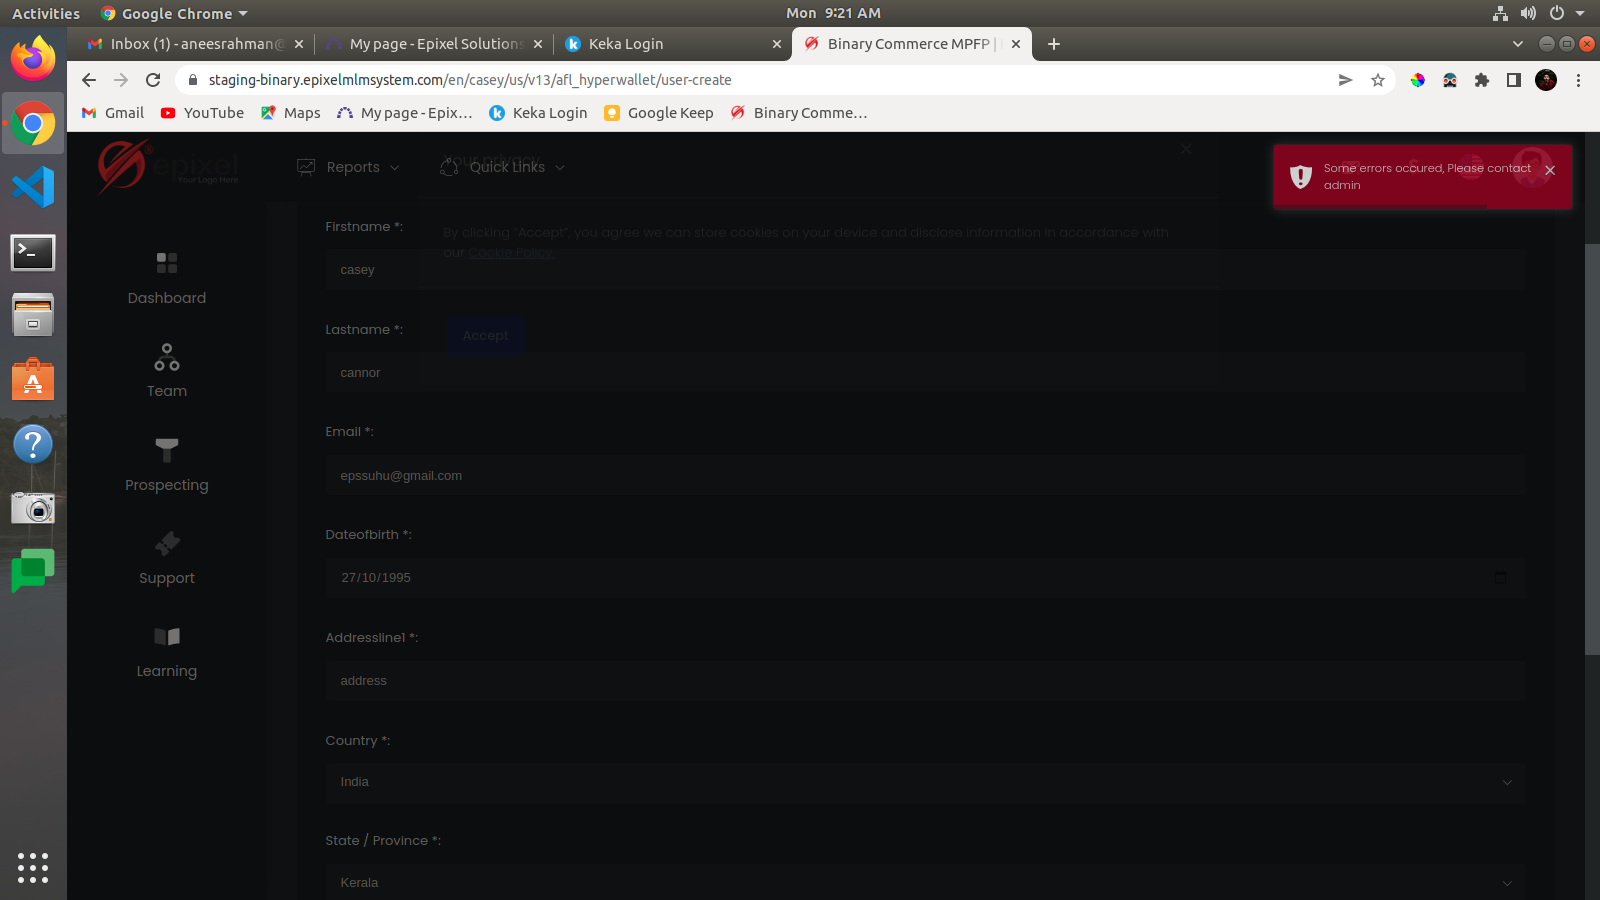 Activities
Google Chrome
Mon 9:21 AM
Inbox (1) - aneesrahman@
My page - Epixel Solutions
Keka Login
Binary Commerce MPFP |
staging-binary.epixelmlmsystem.com/en/casey/us/v13/afl_hyperwallet/user-create
Gmail
YouTube
Maps
My page - Epix...
Keka Login
Google Keep
Binary Comme...
epixel
Your Logo Here
Reports
Your privacy
Quick Links
Some errors occured, Please contact
admin
Firstname *:
By clicking "Accept", you agree we can store cookies on your device and disclose information in accordance with
our Cookie Policy.
casey
Dashboard
Lastname *:
Accept
cannor
Team
Email *:
epssuhu@gmail.com
Prospecting
Dateofbirth *:
27/10/1995
Support
Addressline1 *:
address
Learning
Country *:
India
State / Province *:
Kerala